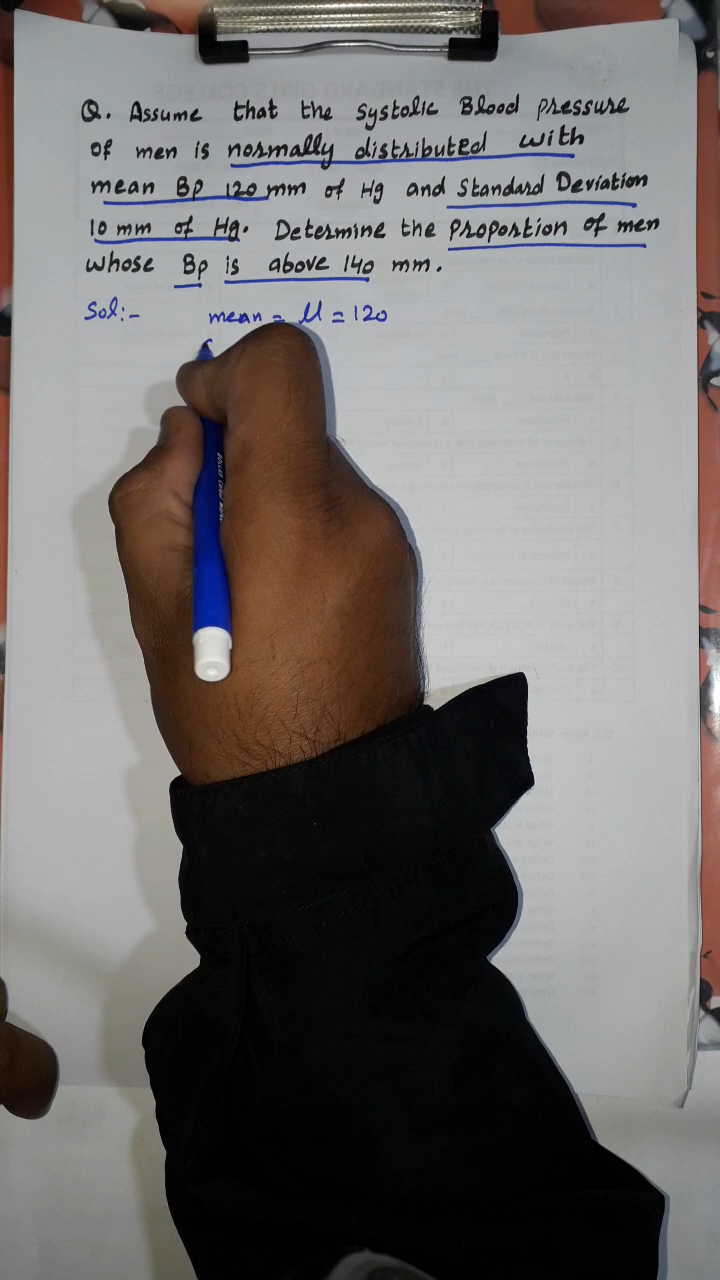 Q. Assume that the systolic Blood pressure
of men is normally distributed with
mean Bp 120 mm of Hg and Standard Deviation
10 mm of Hg. Determine the proportion of men
whose Bp is above 140 mm.
Sol:- mean = μ = 120